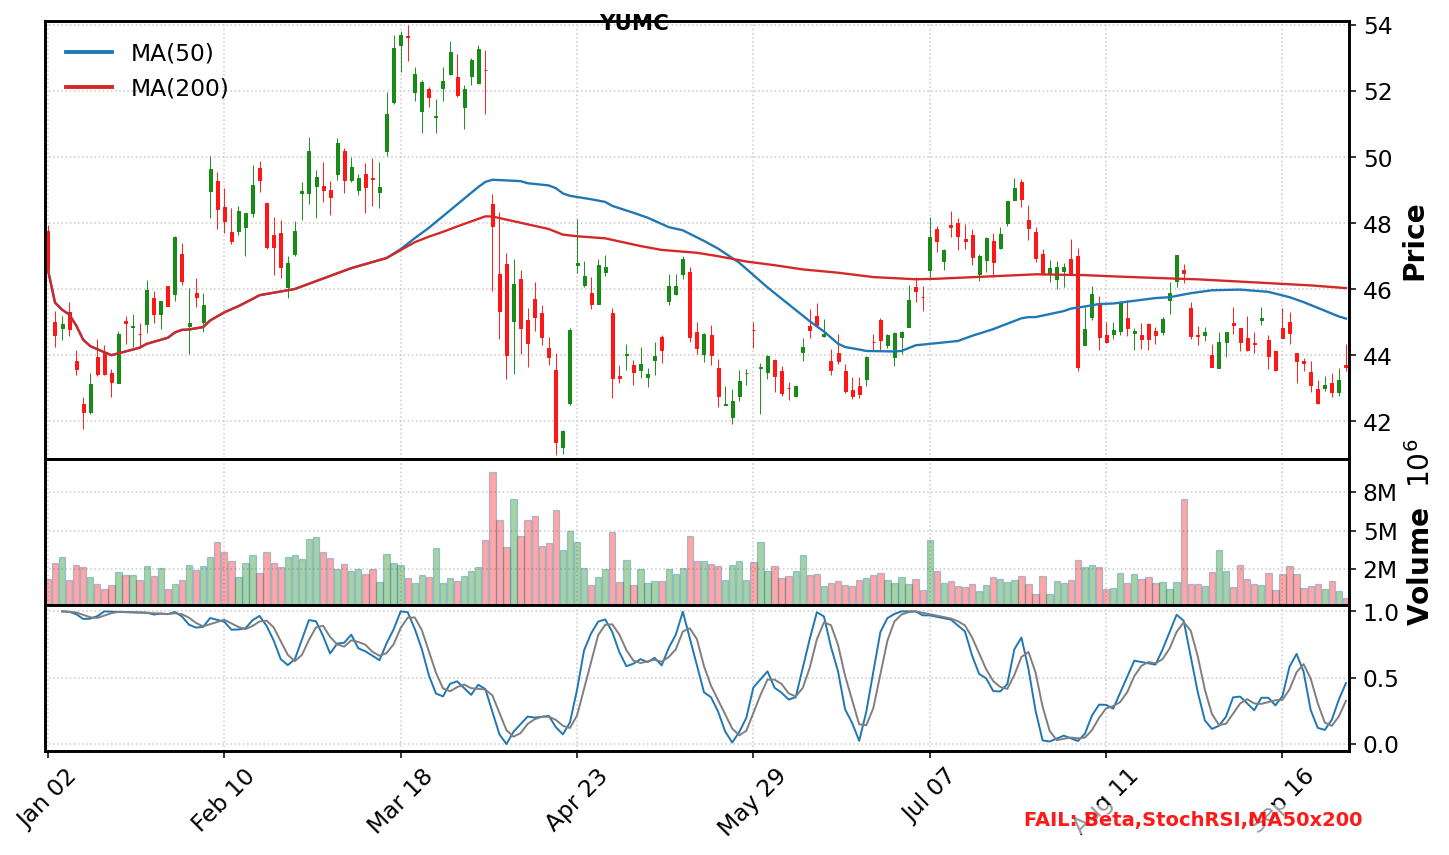 YUMC
MA(50)
MA(200)
54
52
50
48
46
44
42
Price
8M
5M
2M
Volume 10⁶
1.0
0.5
0.0
Jan 02
Feb 10
Mar 18
Apr 23
May 29
Jul 07
Aug 11
Sep 16
FAIL: Beta,StochRSI,MA50x200